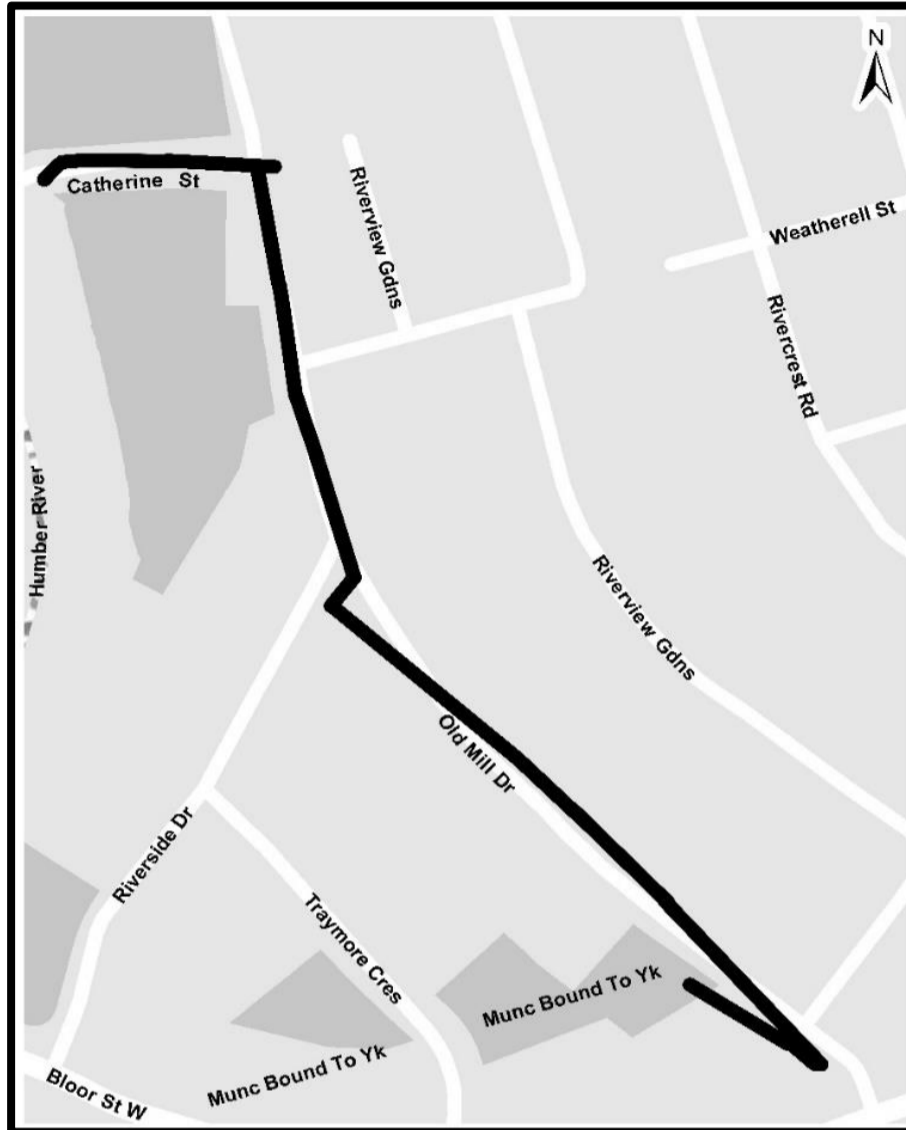 N
Catherine St
Riverview Gdns
Weatherell St
Rivercrest Rd
Humber River
Riverview Gdns
Old Mill Dr
Riverside Dr
Traymore Cres
Munc Bound To Yk
Munc Bound To Yk
Bloor St W